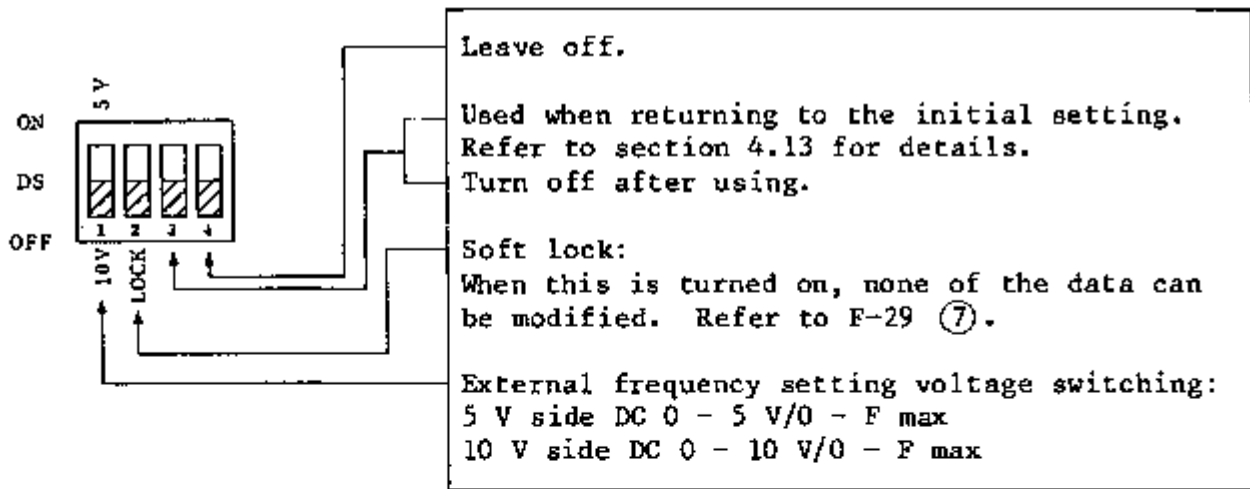 5 V
ON
DS
OFF
1 2 3 4
10V
LOCK
Leave off.
Used when returning to the initial setting.
Refer to section 4.13 for details.
Turn off after using.
Soft lock:
When this is turned on, none of the data can
be modified. Refer to F-29 ⑦.
External frequency setting voltage switching:
5 V side DC 0 - 5 V/0 - F max
10 V side DC 0 - 10 V/0 - F max